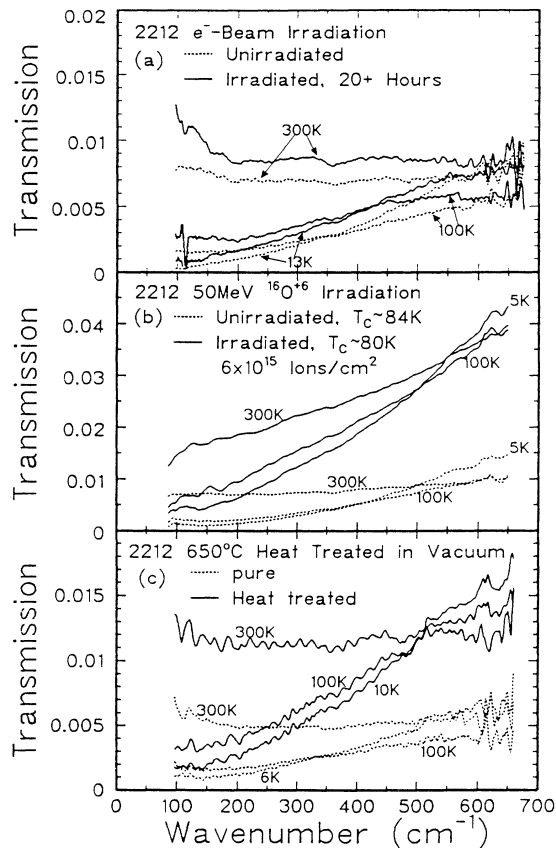 2212 e⁻-Beam Irradiation
(a)
Unirradiated
Irradiated, 20+ Hours
0.02
0.015
0.01
0.005
0
Transmission
300K
13K
100K
2212 50MeV ¹⁶O⁺⁶ Irradiation
(b)
Unirradiated, T_C~84K
Irradiated, T_C~80K
6x10¹⁵ Ions/cm²
0.04
0.03
0.02
0.01
0
Transmission
5K
100K
300K
5K
300K
100K
2212 650°C Heat Treated in Vacuum
(c)
pure
Heat treated
0.015
0.01
0.005
0
Transmission
300K
100K
10K
300K
100K
6K
0 100 200 300 400 500 600 700
Wavenumber (cm⁻¹)